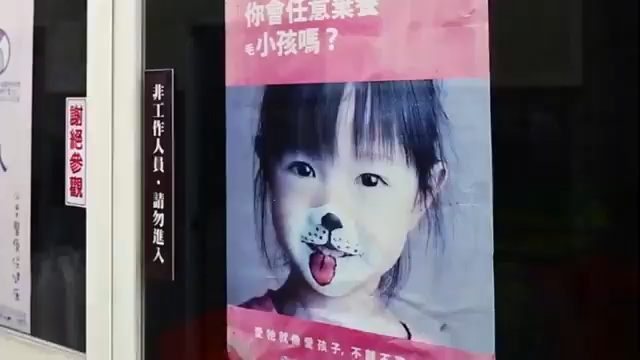 你會任意棄養
毛小孩嗎？
謝絕參觀
非工作人員，請勿進入
愛牠就像愛孩子，不離不